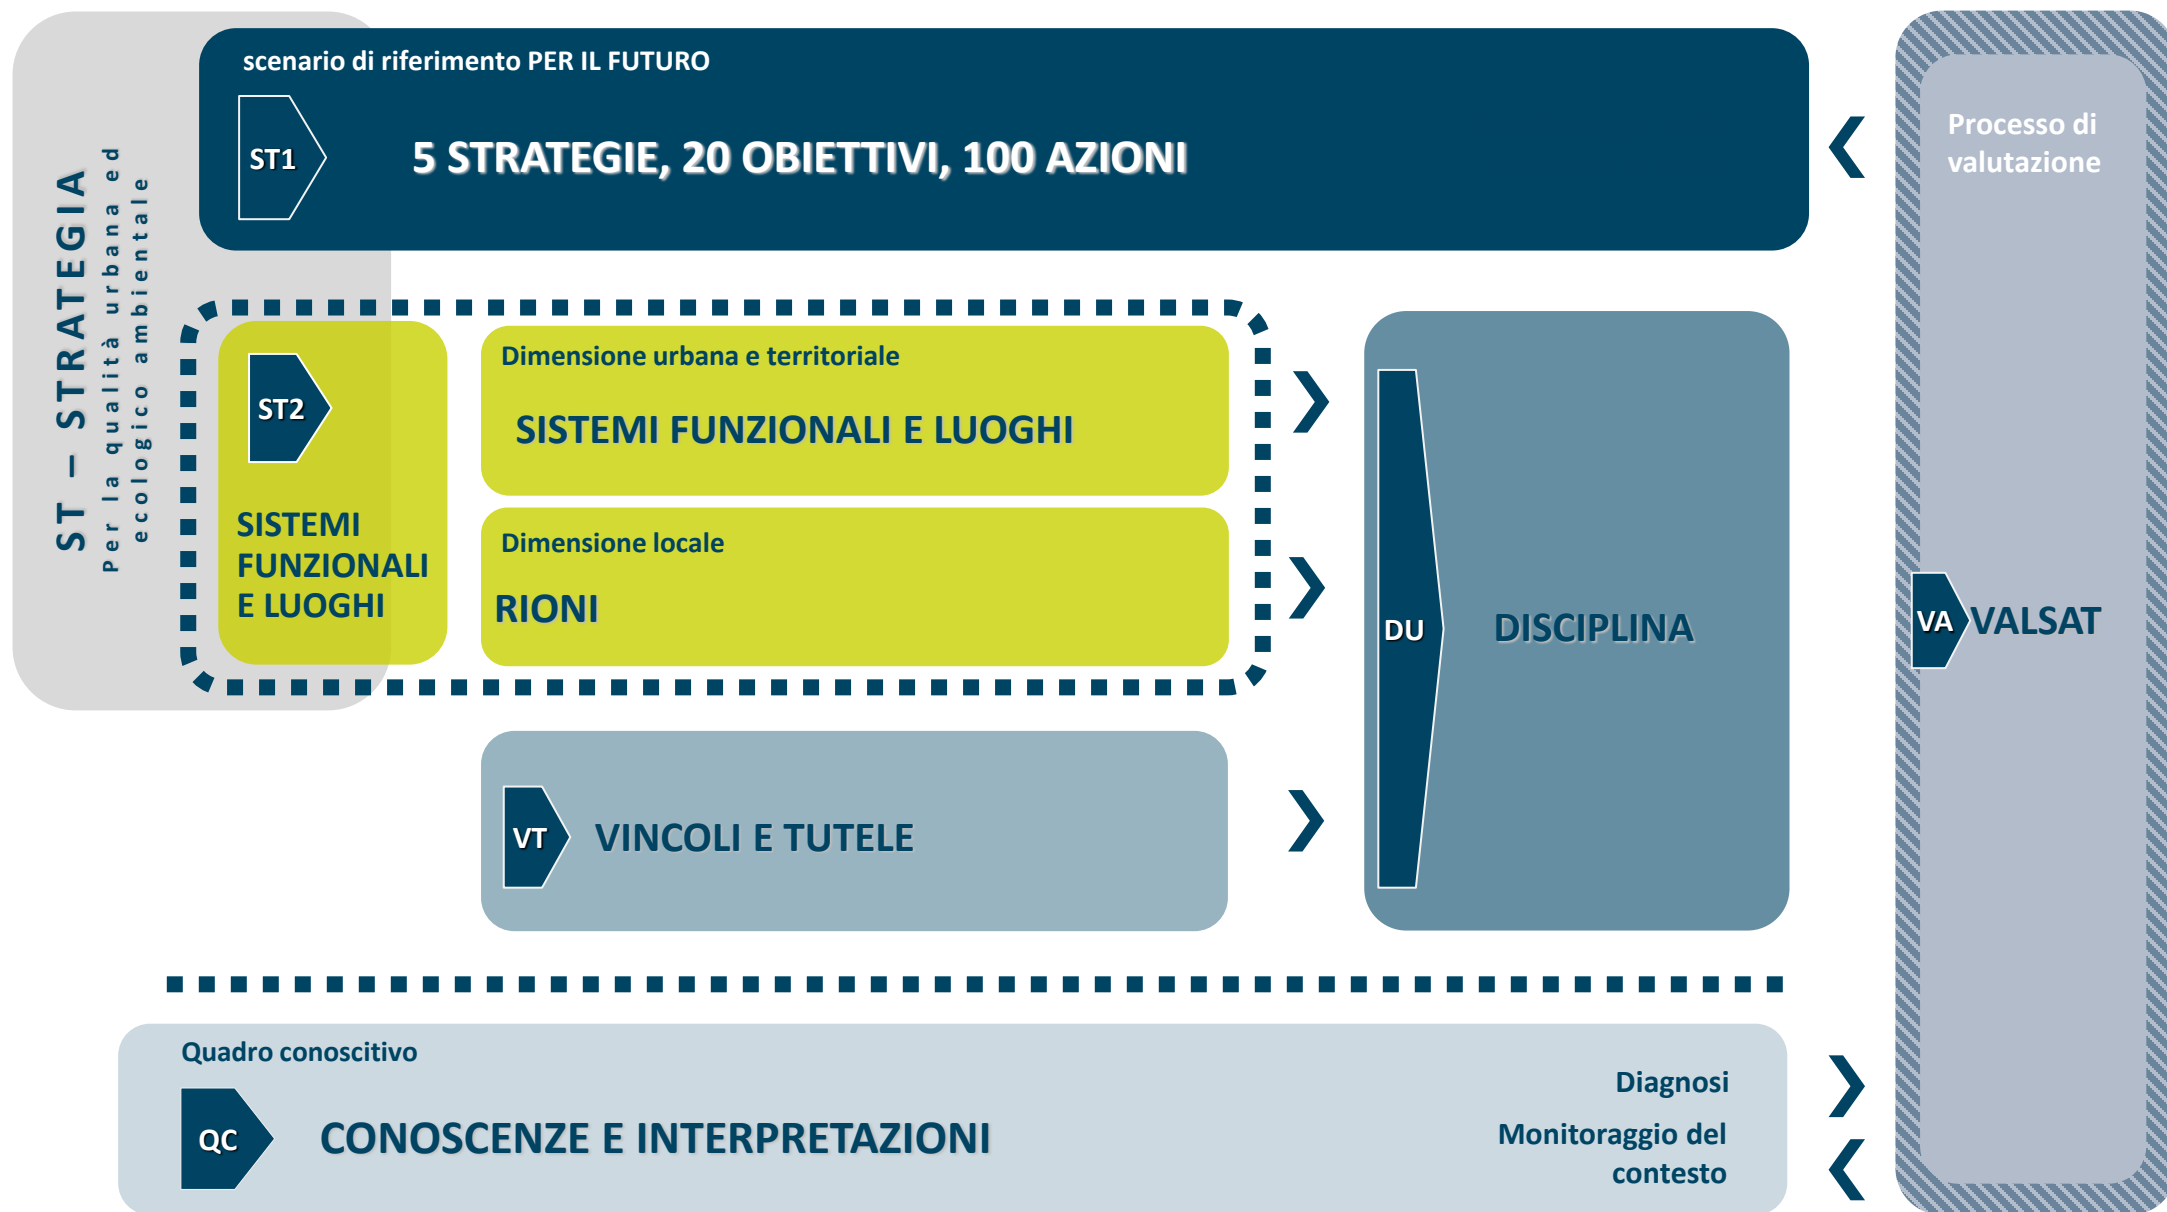 ST – STRATEGIA
Per la qualità urbana ed
ecologico ambientale
scenario di riferimento PER IL FUTURO
ST1
5 STRATEGIE, 20 OBIETTIVI, 100 AZIONI
Processo di
valutazione
ST2
SISTEMI
FUNZIONALI
E LUOGHI
Dimensione urbana e territoriale
SISTEMI FUNZIONALI E LUOGHI
Dimensione locale
RIONI
DU
DISCIPLINA
VA
VALSAT
VT
VINCOLI E TUTELE
Quadro conoscitivo
QC
CONOSCENZE E INTERPRETAZIONI
Diagnosi
Monitoraggio del
contesto